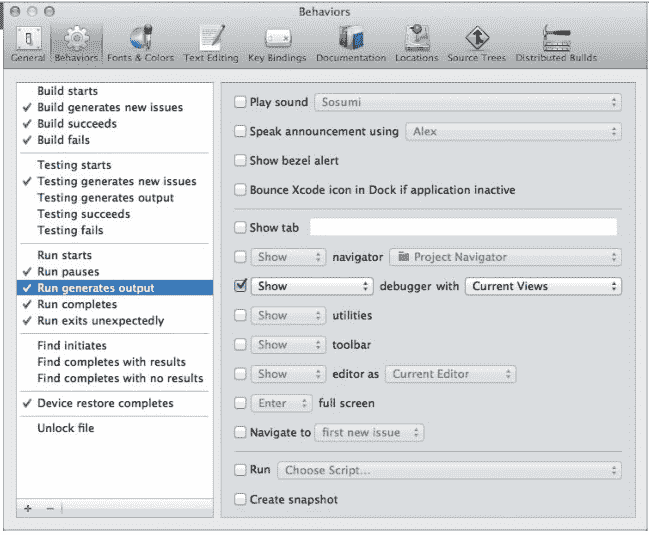 Behaviors
General Behaviors Fonts & Colors Text Editing Key Bindings Documentation Locations Source Trees Distributed Builds
Build starts
Build generates new issues
Build succeeds
Build fails
Testing starts
Testing generates new issues
Testing generates output
Testing succeeds
Testing fails
Run starts
Run pauses
Run generates output
Run completes
Run exits unexpectedly
Find initiates
Find completes with results
Find completes with no results
Device restore completes
Unlock file
Play sound Sosumi
Speak announcement using Alex
Show bezel alert
Bounce Xcode icon in Dock if application inactive
Show tab
Show navigator Project Navigator
Show debugger with Current Views
Show utilities
Show toolbar
Show editor as Current Editor
Enter full screen
Navigate to first new issue
Run Choose Script...
Create snapshot